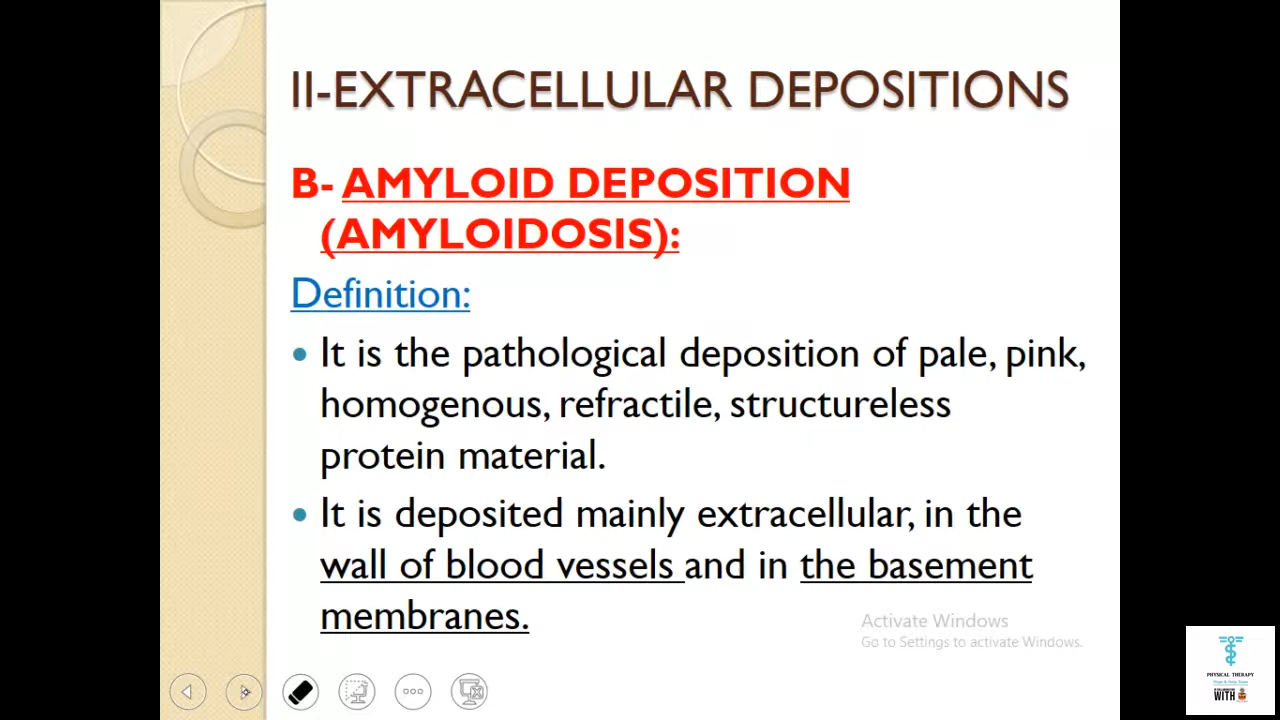 II-EXTRACELLULAR DEPOSITIONS
B- AMYLOID DEPOSITION
(AMYLOIDOSIS):
Definition:
• It is the pathological deposition of pale, pink,
homogenous, refractile, structureless
protein material.
• It is deposited mainly extracellular, in the
wall of blood vessels and in the basement
membranes.
Activate Windows
Go to Settings to activate Windows.
PHYSICAL THERAPY
WITH